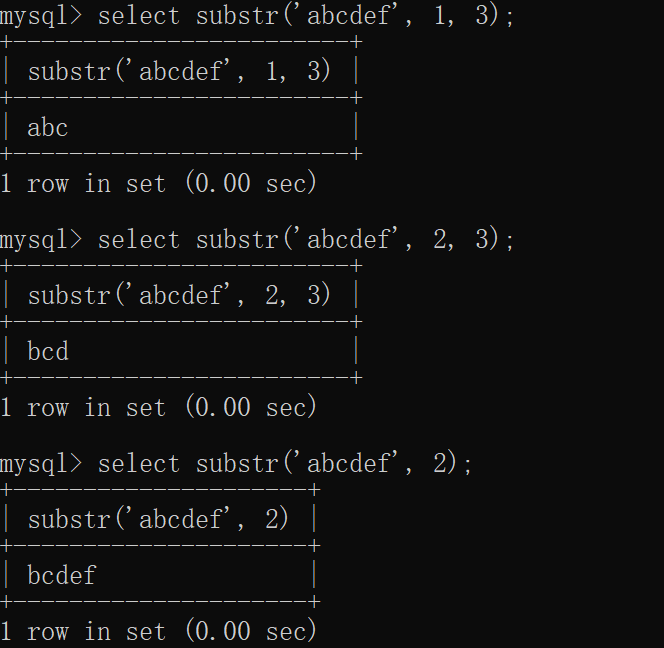 mysql> select substr('abcdef', 1, 3);
+------------------------+
| substr('abcdef', 1, 3) |
+------------------------+
| abc                    |
+------------------------+
1 row in set (0.00 sec)

mysql> select substr('abcdef', 2, 3);
+------------------------+
| substr('abcdef', 2, 3) |
+------------------------+
| bcd                    |
+------------------------+
1 row in set (0.00 sec)

mysql> select substr('abcdef', 2);
+---------------------+
| substr('abcdef', 2) |
+---------------------+
| bcdef               |
+---------------------+
1 row in set (0.00 sec)